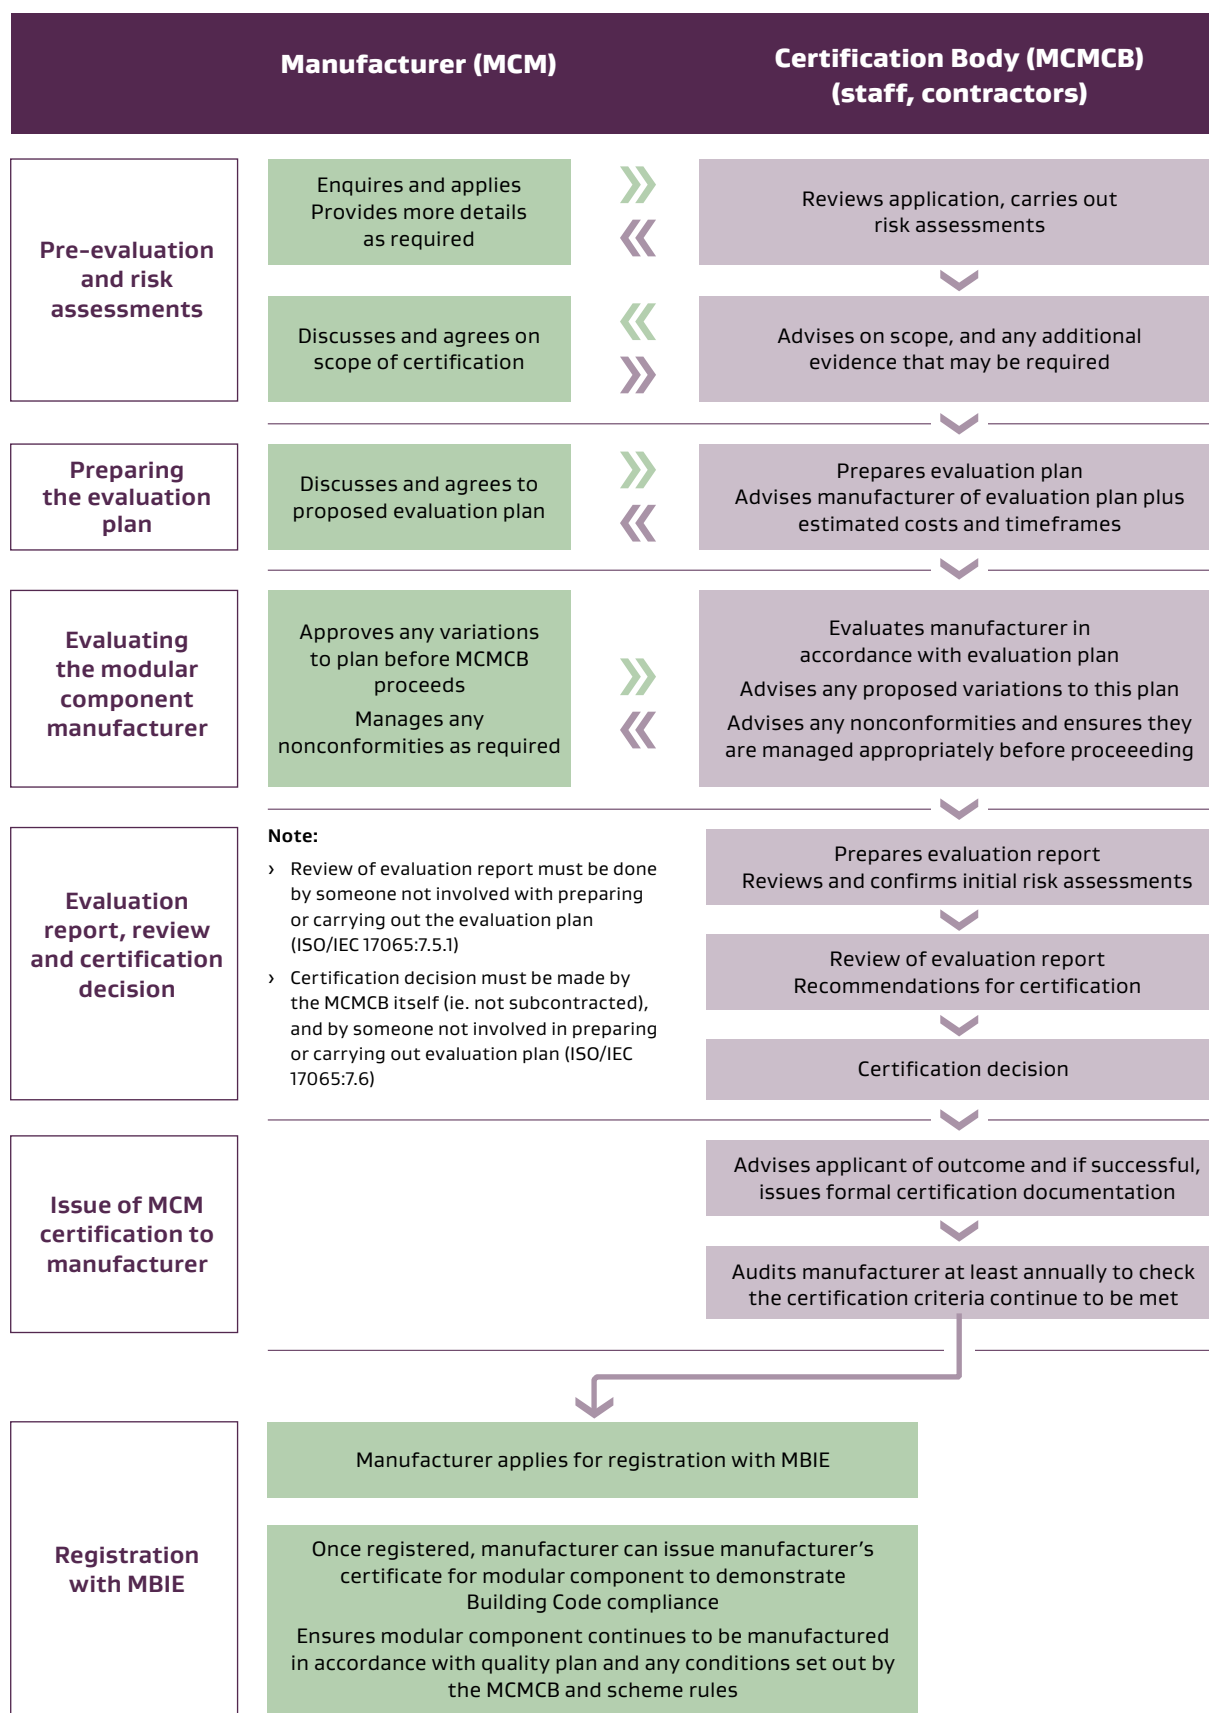 Manufacturer (MCM)
Certification Body (MCMCB)
(staff, contractors)
Pre-evaluation
and risk
assessments
Enquires and applies
Provides more details
as required
Reviews application, carries out
risk assessments
Discusses and agrees on
scope of certification
Advises on scope, and any additional
evidence that may be required
Preparing
the evaluation
plan
Discusses and agrees to
proposed evaluation plan
Prepares evaluation plan
Advises manufacturer of evaluation plan plus
estimated costs and timeframes
Evaluating
the modular
component
manufacturer
Approves any variations
to plan before MCMCB
proceeds
Manages any
nonconformities as required
Evaluates manufacturer in
accordance with evaluation plan
Advises any proposed variations to this plan
Advises any nonconformities and ensures they
are managed appropriately before proceeeding
Evaluation
report, review
and certification
decision
Note:
› Review of evaluation report must be done
by someone not involved with preparing
or carrying out the evaluation plan
(ISO/IEC 17065:7.5.1)
› Certification decision must be made by
the MCMCB itself (ie. not subcontracted),
and by someone not involved in preparing
or carrying out evaluation plan (ISO/IEC
17065:7.6)
Prepares evaluation report
Reviews and confirms initial risk assessments
Review of evaluation report
Recommendations for certification
Certification decision
Issue of MCM
certification to
manufacturer
Advises applicant of outcome and if successful,
issues formal certification documentation
Audits manufacturer at least annually to check
the certification criteria continue to be met
Registration
with MBIE
Manufacturer applies for registration with MBIE
Once registered, manufacturer can issue manufacturer’s
certificate for modular component to demonstrate
Building Code compliance
Ensures modular component continues to be manufactured
in accordance with quality plan and any conditions set out by
the MCMCB and scheme rules